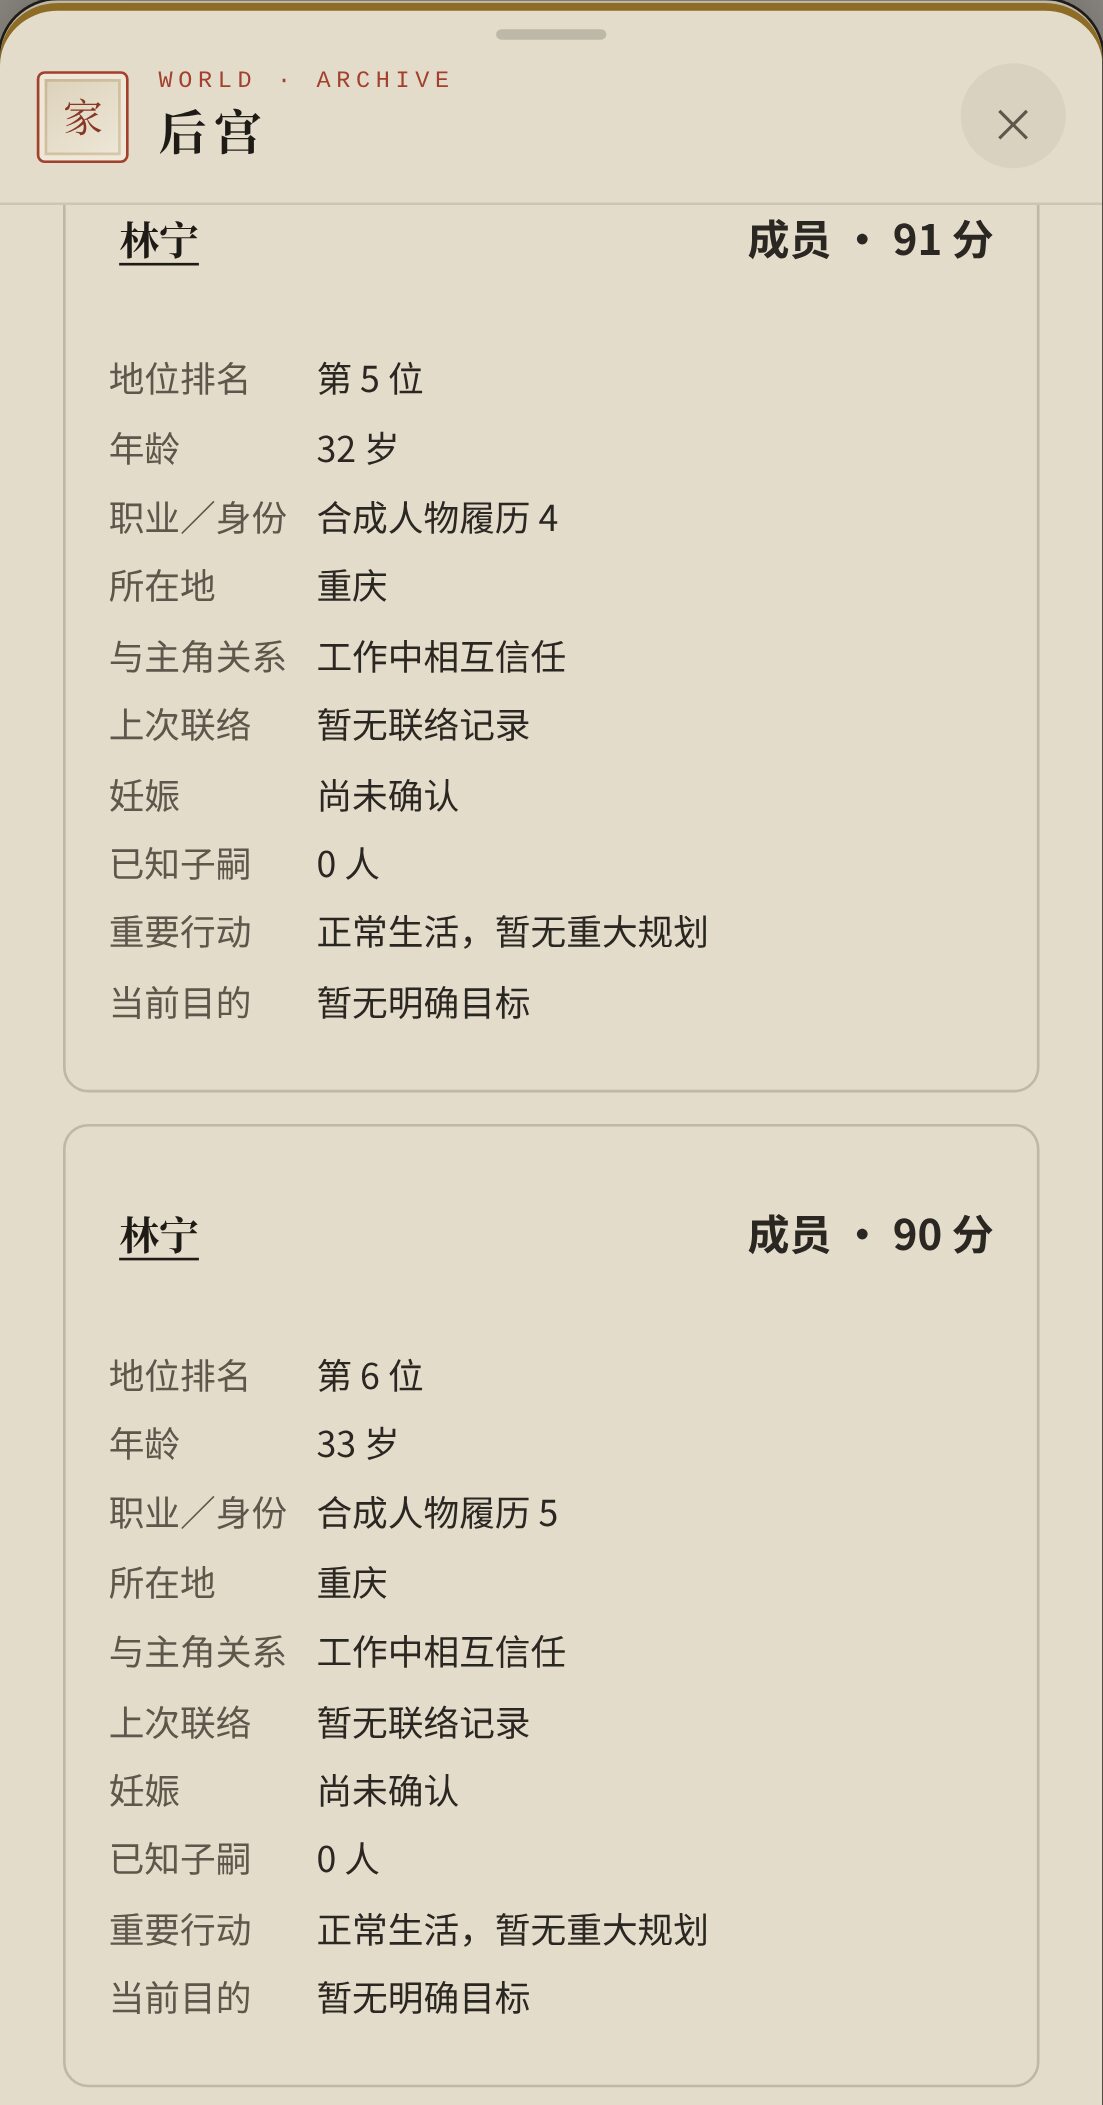 家
WORLD · ARCHIVE
后宫
林宁 成员 · 91 分
地位排名 第 5 位
年龄 32 岁
职业／身份 合成人物履历 4
所在地 重庆
与主角关系 工作中相互信任
上次联络 暂无联络记录
妊娠 尚未确认
已知子嗣 0 人
重要行动 正常生活，暂无重大规划
当前目的 暂无明确目标
林宁 成员 · 90 分
地位排名 第 6 位
年龄 33 岁
职业／身份 合成人物履历 5
所在地 重庆
与主角关系 工作中相互信任
上次联络 暂无联络记录
妊娠 尚未确认
已知子嗣 0 人
重要行动 正常生活，暂无重大规划
当前目的 暂无明确目标